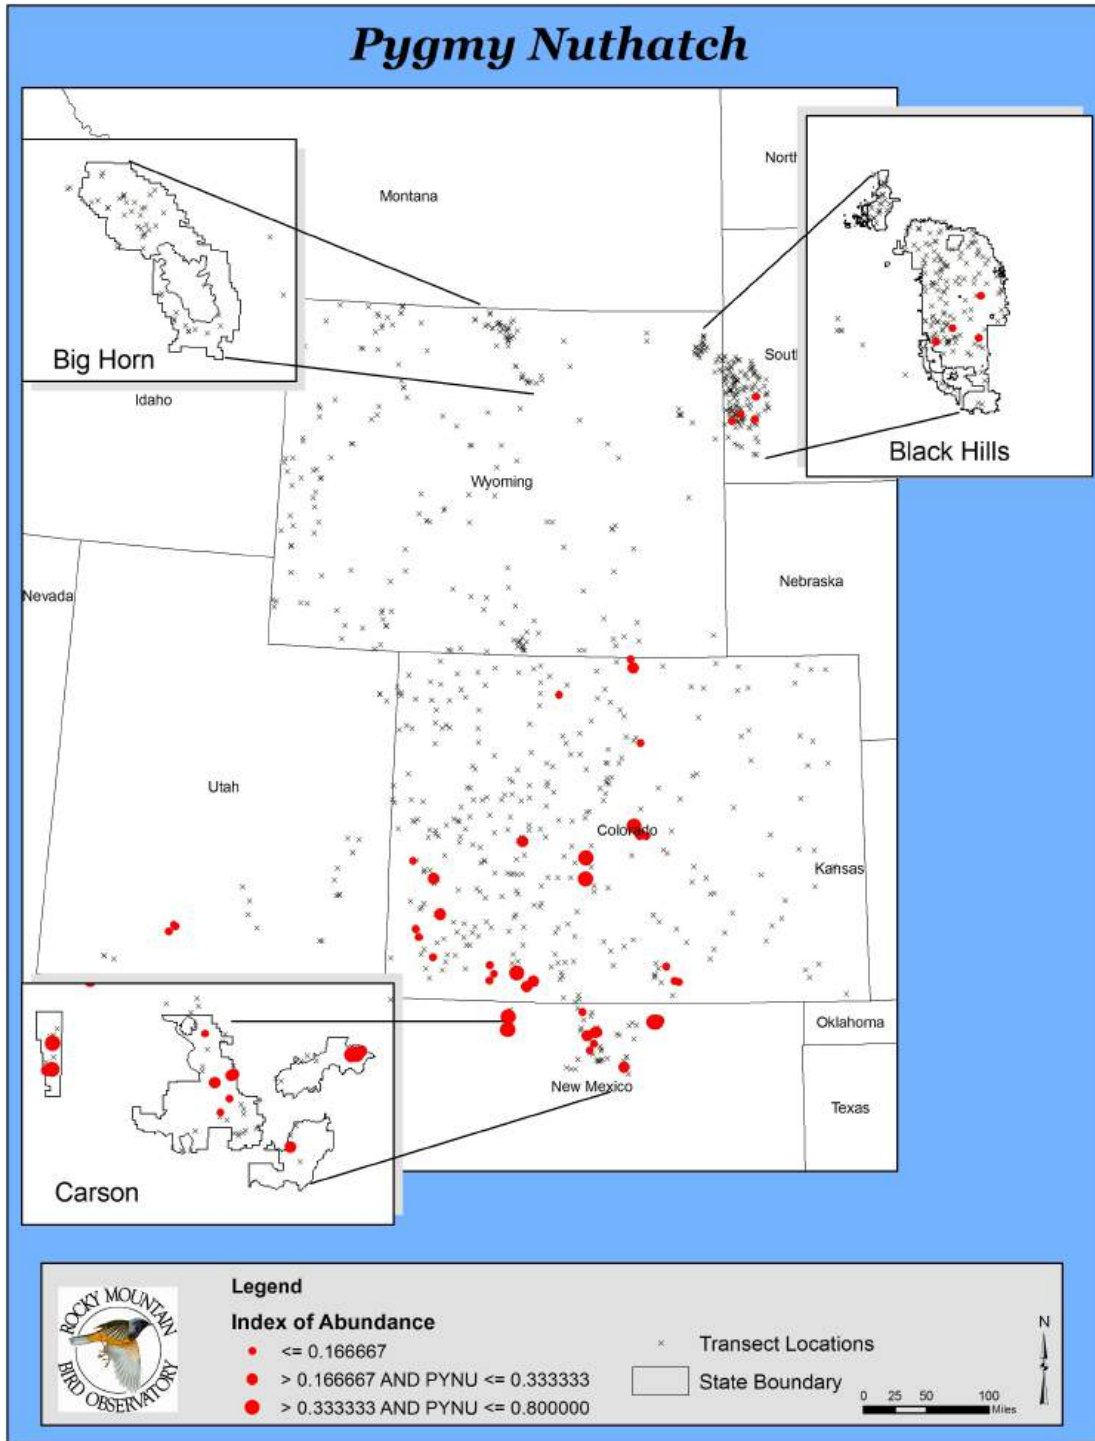 Pygmy Nuthatch
Montana
North
Big Horn
Idaho
South
Black Hills
Wyoming
Nebraska
Nevada
Utah
Colorado
Kansas
Oklahoma
New Mexico
Texas
Carson
Legend
Index of Abundance
<= 0.166667
> 0.166667 AND PYNU <= 0.333333
> 0.333333 AND PYNU <= 0.800000
Transect Locations
State Boundary
N
0 25 50 100
Miles
ROCKY MOUNTAIN
BIRD OBSERVATORY